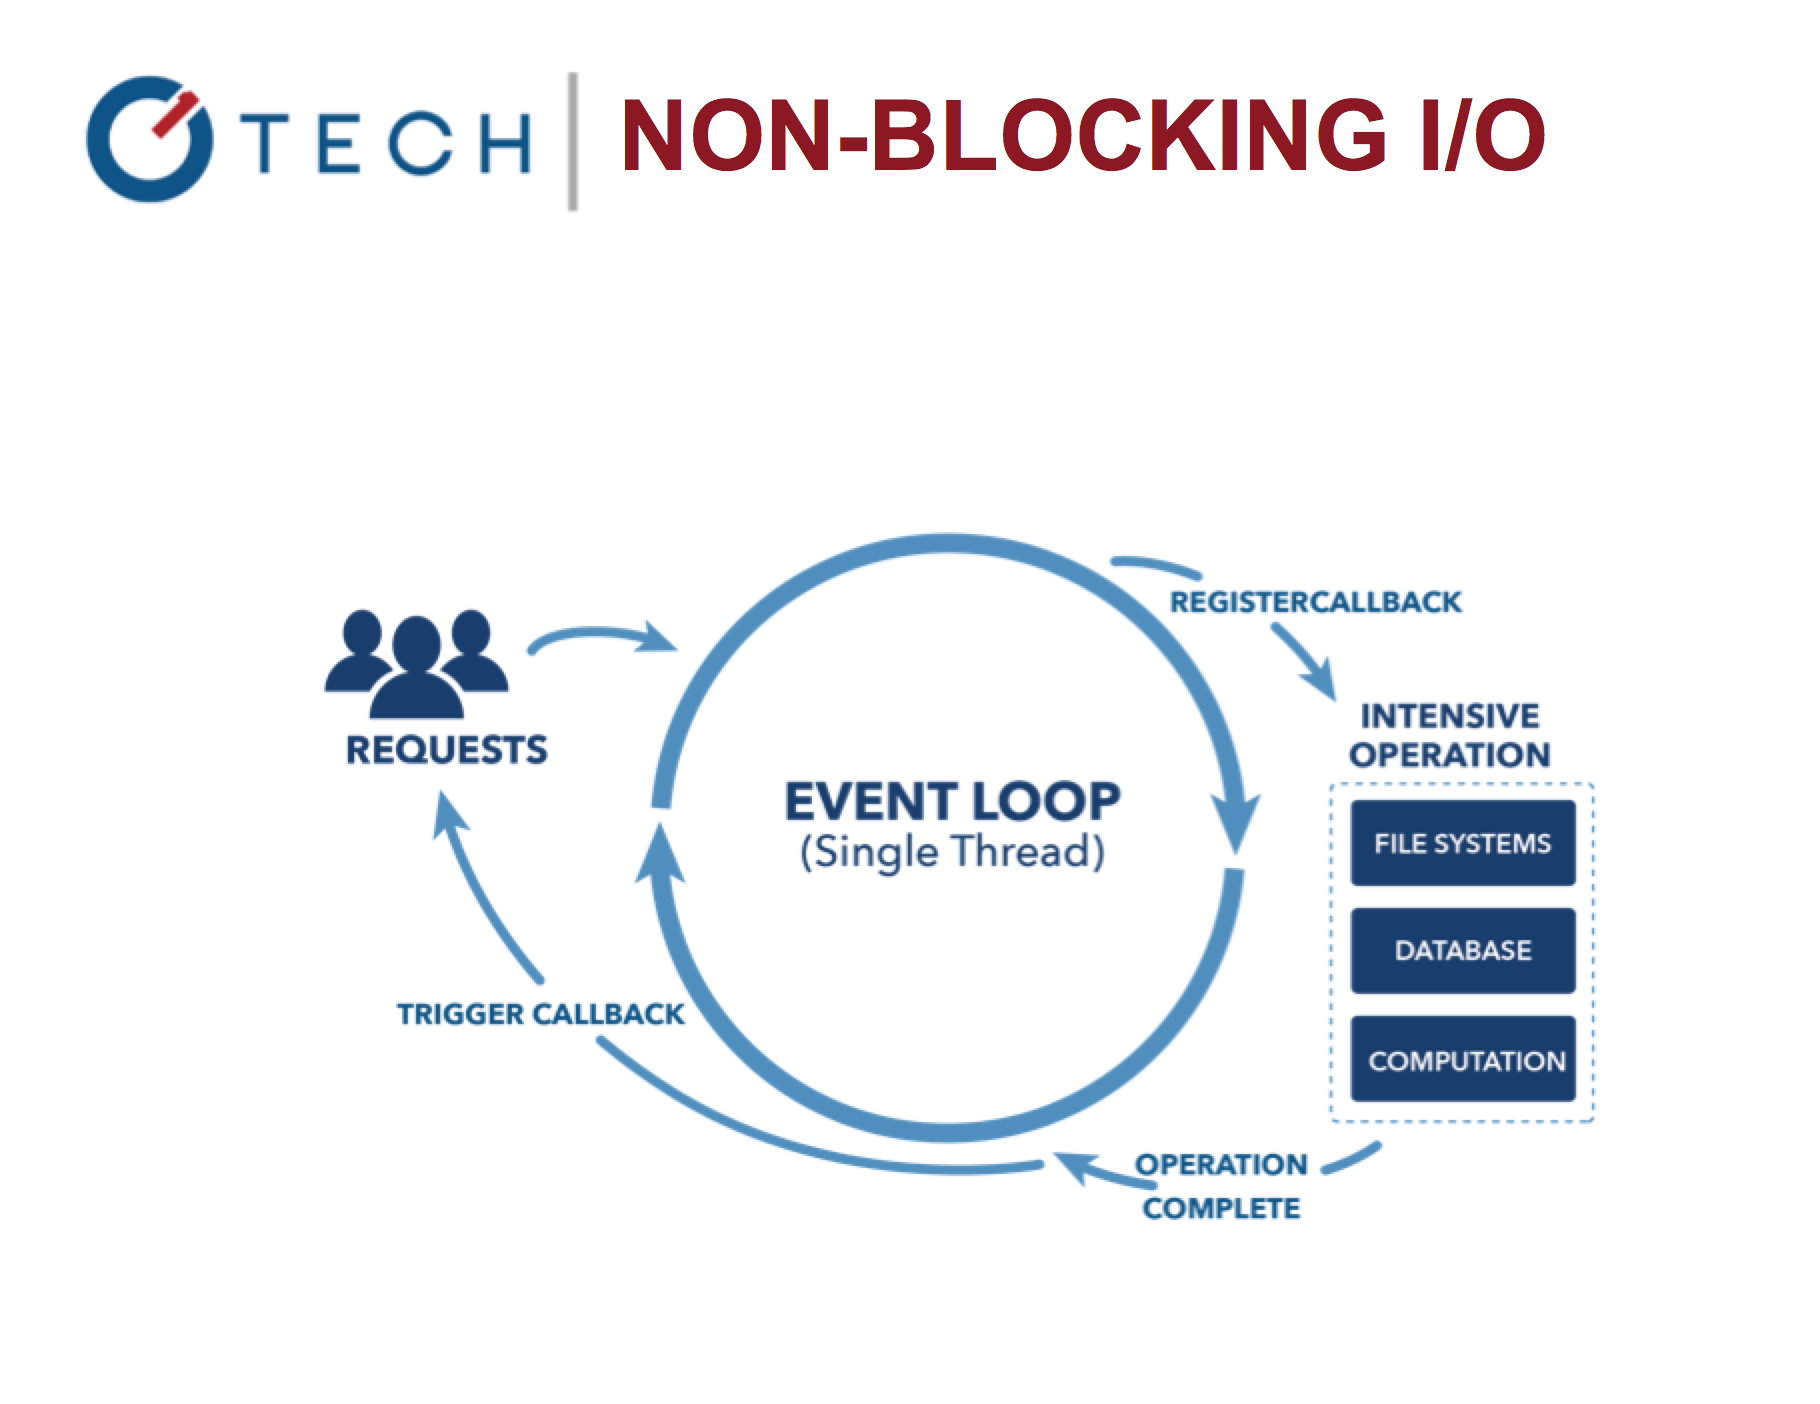 TECH
NON-BLOCKING I/O
REGISTERCALLBACK
REQUESTS
INTENSIVE
OPERATION
EVENT LOOP
(Single Thread)
FILE SYSTEMS
DATABASE
COMPUTATION
TRIGGER CALLBACK
OPERATION
COMPLETE